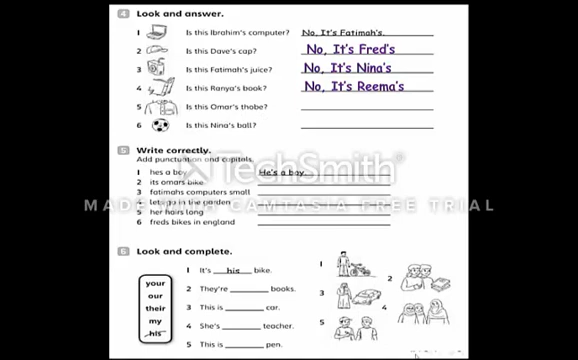 4 Look and answer.
1 Is this Ibrahim's computer? No, It's Fatimah's.
2 Is this Dave's cap? No, It's Fred's
3 Is this Fatimah's juice? No, It's Nina's
4 Is this Ranya's book? No, It's Reema's
5 Is this Omar's thobe?
6 Is this Nina's ball?
5 Write correctly.
Add punctuation and capitals.
1 hes a boy He's a boy
2 its omars bike
3 fatimahs computers small
4 lets go in the garden
5 her hairs long
6 freds bikes in england
TechSmith®
MADE WITH CAMTASIA FREE TRIAL
6 Look and complete.
your
our
their
my
his
1 It's his bike.
2 They're books.
3 This is car.
4 She's teacher.
5 This is pen.
1
2
3
4
5